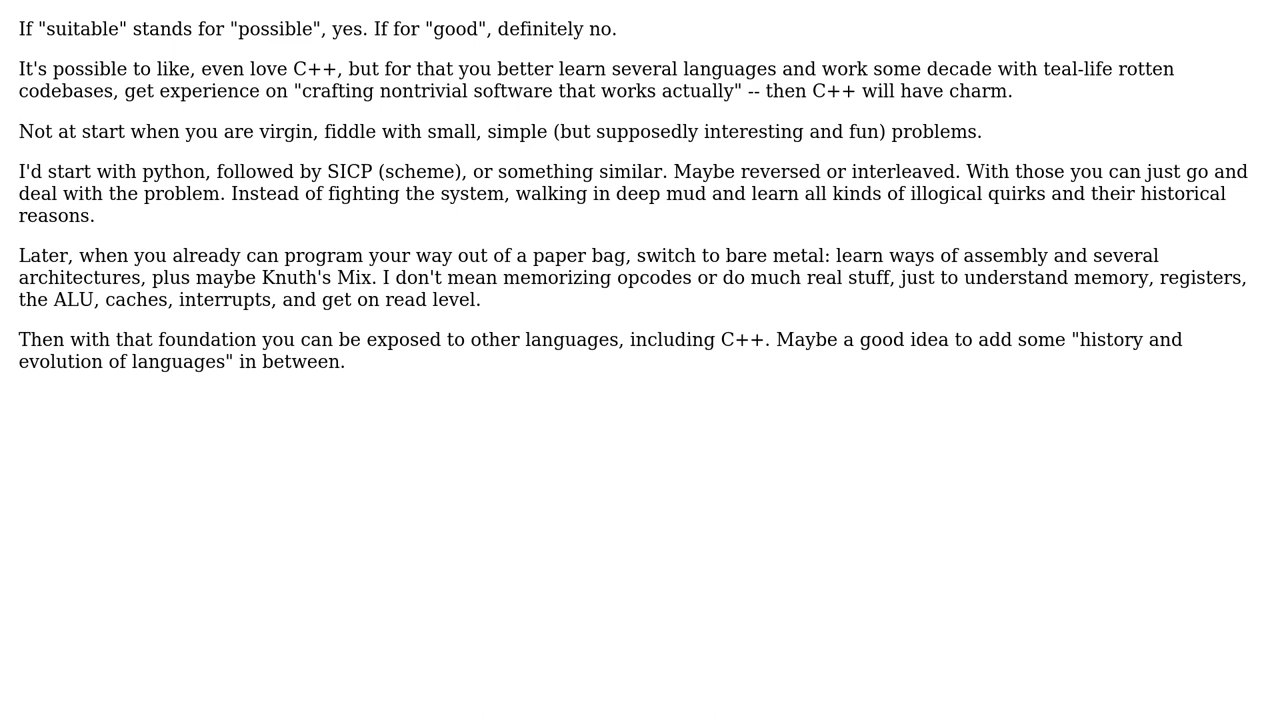 If "suitable" stands for "possible", yes. If for "good", definitely no.
It's possible to like, even love C++, but for that you better learn several languages and work some decade with teal-life rotten
codebases, get experience on "crafting nontrivial software that works actually" -- then C++ will have charm.
Not at start when you are virgin, fiddle with small, simple (but supposedly interesting and fun) problems.
I'd start with python, followed by SICP (scheme), or something similar. Maybe reversed or interleaved. With those you can just go and
deal with the problem. Instead of fighting the system, walking in deep mud and learn all kinds of illogical quirks and their historical
reasons.
Later, when you already can program your way out of a paper bag, switch to bare metal: learn ways of assembly and several
architectures, plus maybe Knuth's Mix. I don't mean memorizing opcodes or do much real stuff, just to understand memory, registers,
the ALU, caches, interrupts, and get on read level.
Then with that foundation you can be exposed to other languages, including C++. Maybe a good idea to add some "history and
evolution of languages" in between.